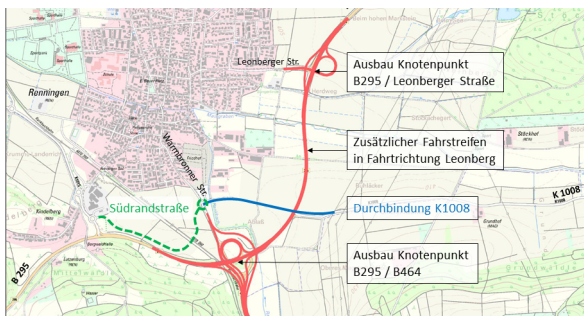 Leonberger Str.
Ausbau Knotenpunkt
B295 / Leonberger Straße
Renningen
Zusätzlicher Fahrstreifen
in Fahrtrichtung Leonberg
Warmbronner Str.
Südrandstraße
Durchbindung K1008
K 1008
Ausbau Knotenpunkt
B295 / B464
B 295